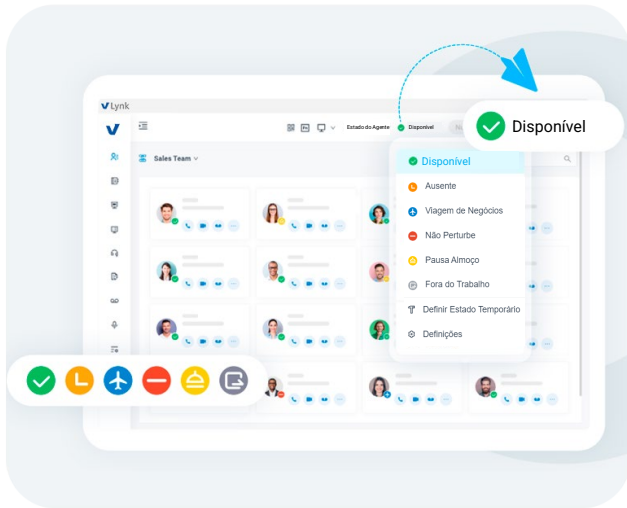 Lynk
Estado do Agente
Disponível
Disponível
Sales Team
Disponível
Ausente
Viagem de Negócios
Não Perturbe
Pausa Almoço
Fora do Trabalho
Definir Estado Temporário
Definições